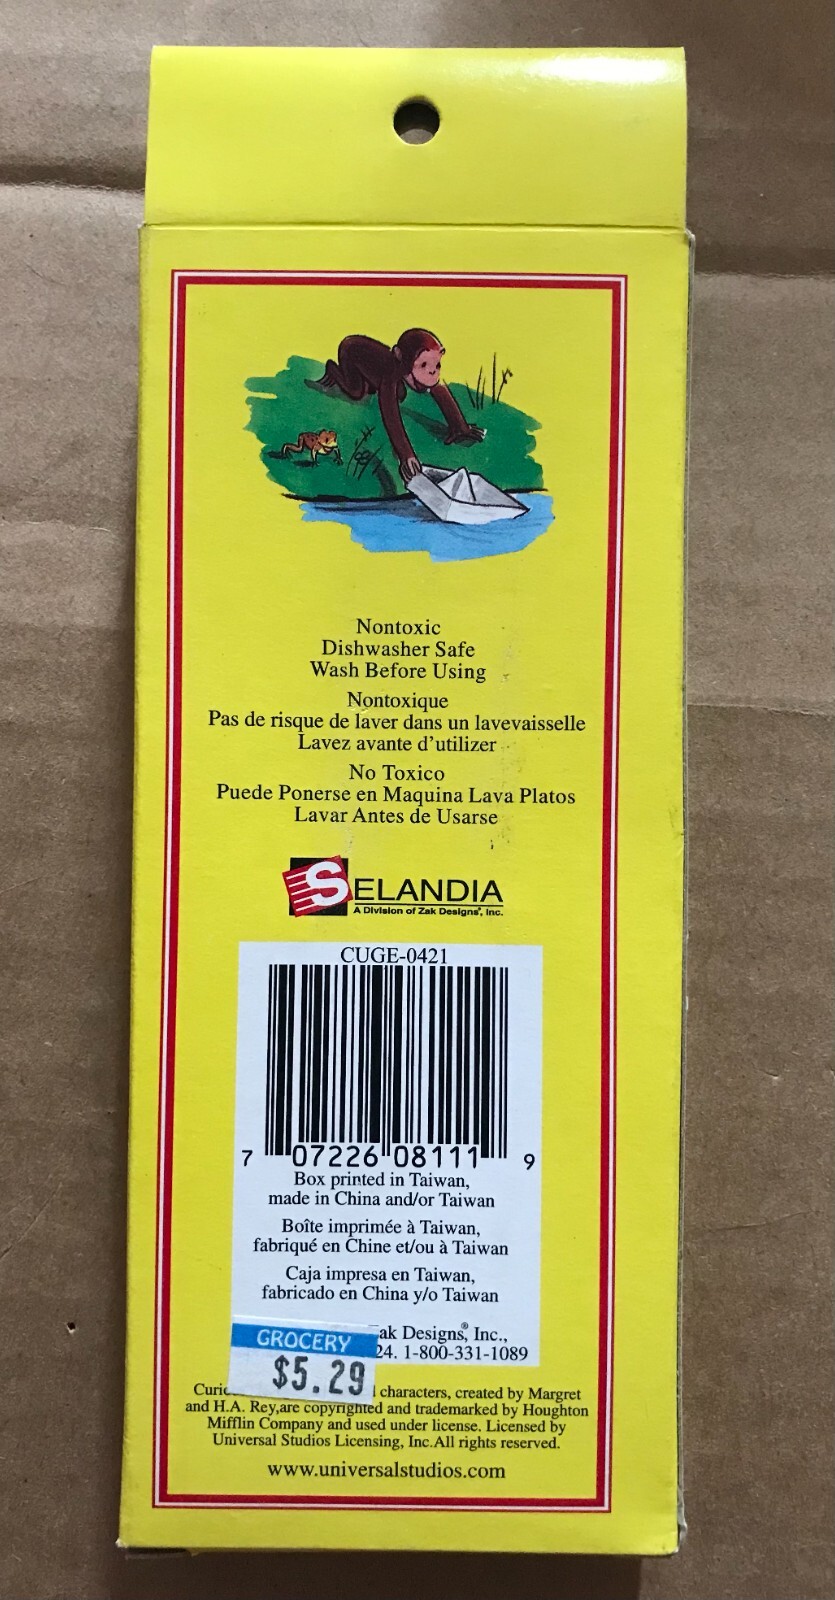 Nontoxic
Dishwasher Safe
Wash Before Using
Nontoxique
Pas de risque de laver dans un lavevaisselle
Lavez avante d'utilizer
No Toxico
Puede Ponerse en Maquina Lava Platos
Lavar Antes de Usarse
SELANDIA
A Division of Zak Designs®, Inc.
CUGE-0421
7 07226 08111 9
Box printed in Taiwan,
made in China and/or Taiwan
Boîte imprimée à Taiwan,
fabriqué en Chine et/ou à Taiwan
Caja impresa en Taiwan,
fabricado en China y/o Taiwan
ak Designs®, Inc.,
24. 1-800-331-1089
GROCERY
$5.29
characters, created by Margret
and H.A. Rey,are copyrighted and trademarked by Houghton
Mifflin Company and used under license. Licensed by
Universal Studios Licensing, Inc.All rights reserved.
www.universalstudios.com